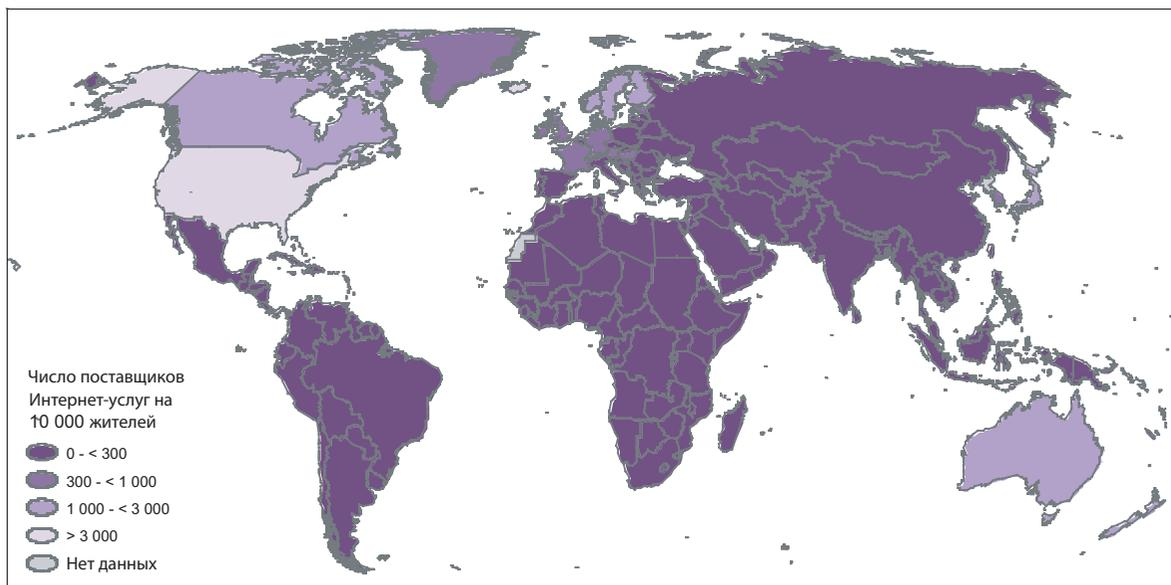 Число поставщиков
Интернет-услуг на
10 000 жителей
0 - < 300
300 - < 1 000
1 000 - < 3 000
> 3 000
Нет данных